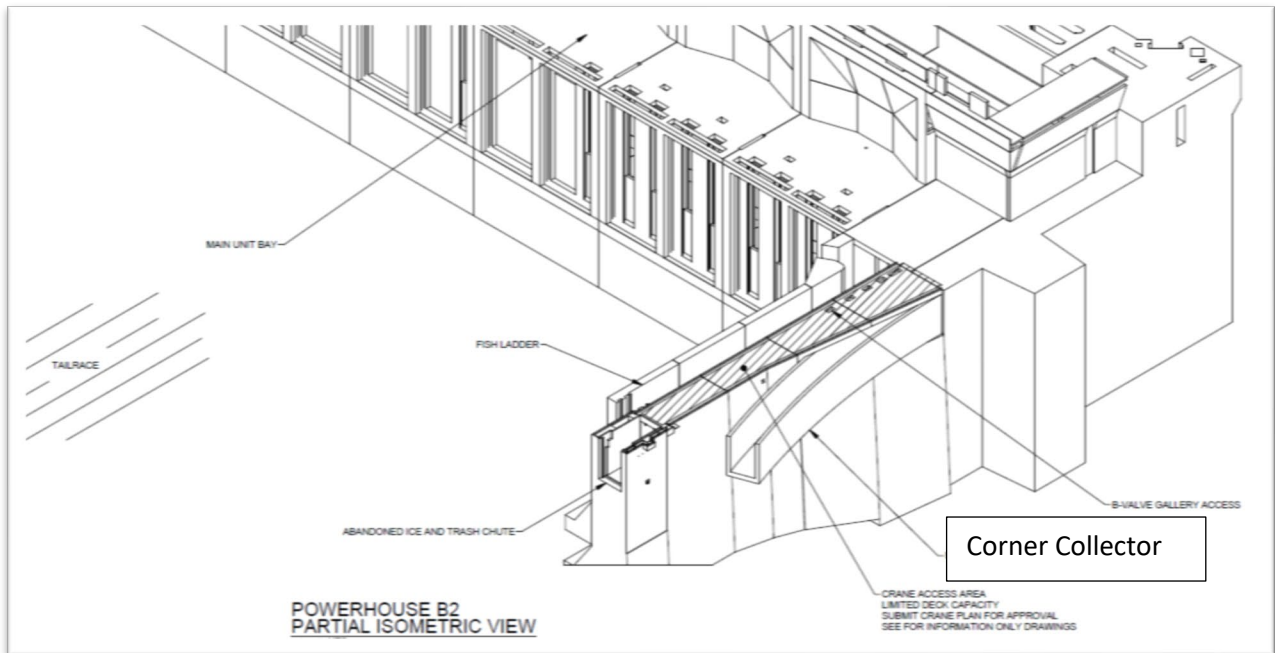 MAIN UNIT BAY
FISH LADDER
TAILRACE
B-VALVE GALLERY ACCESS
ABANDONED ICE AND TRASH CHUTE
Corner Collector
CRANE ACCESS AREA
LIMITED DECK CAPACITY
SUBMIT CRANE PLAN FOR APPROVAL
SEE FOR INFORMATION ONLY DRAWINGS
POWERHOUSE B2
PARTIAL ISOMETRIC VIEW